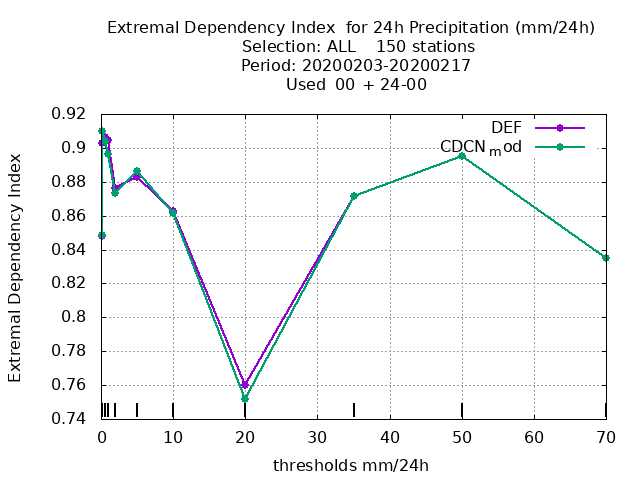 Extremal Dependency Index  for 24h Precipitation (mm/24h)
Selection: ALL    150 stations
Period: 20200203-20200217
Used  00  + 24-00
DEF
CDCN_mod
Extremal Dependency Index
0.92
0.9
0.88
0.86
0.84
0.82
0.8
0.78
0.76
0.74
0 10 20 30 40 50 60 70
thresholds mm/24h